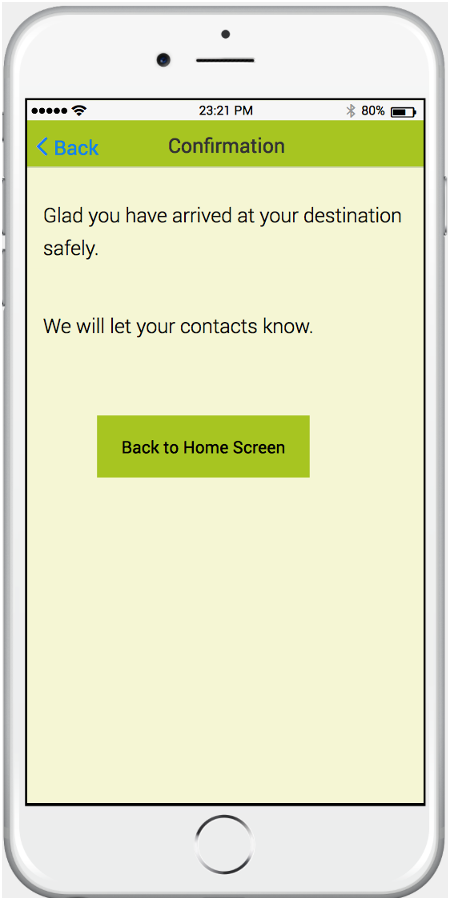 23:21 PM 80%
Back Confirmation
Glad you have arrived at your destination
safely.
We will let your contacts know.
Back to Home Screen